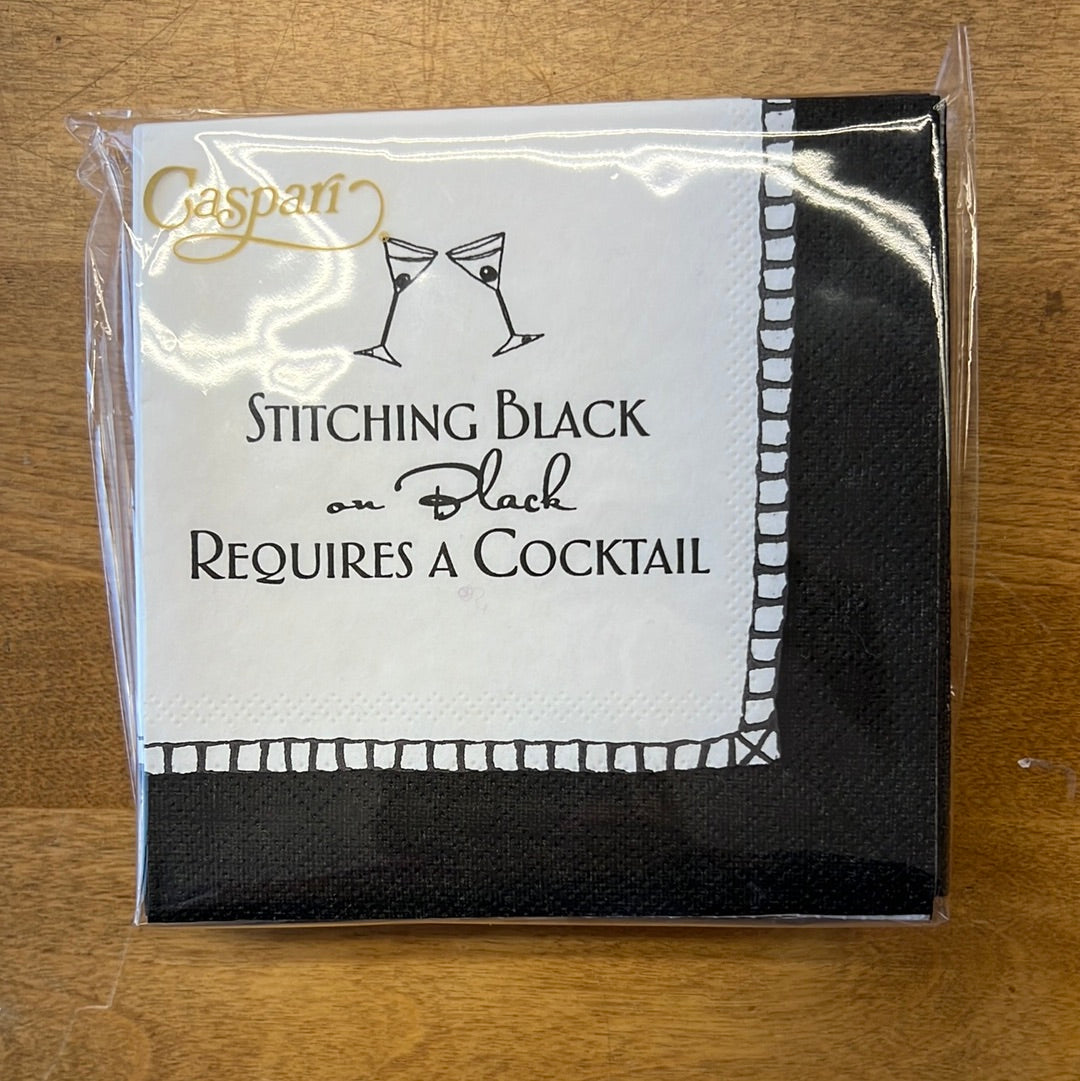 Caspari
STITCHING BLACK
on Black
REQUIRES A COCKTAIL